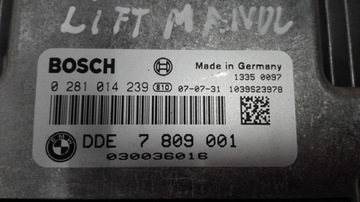 LIFT MANUL
BOSCH
Made in Germany
1335 0097
0 281 014 239 810 07-07-31 1039S23978
DDE 7 809 001
030036016